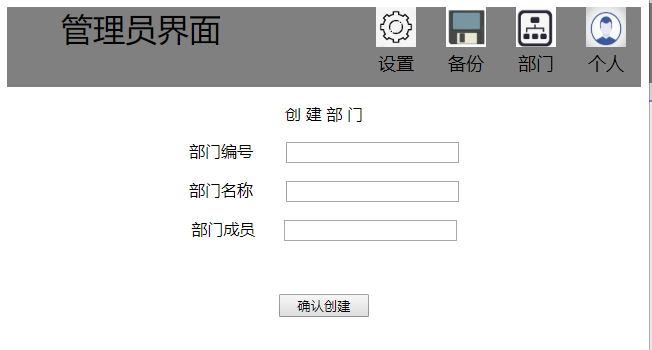 管理员界面
设置 备份 部门 个人
创 建 部 门
部门编号
部门名称
部门成员
确认创建